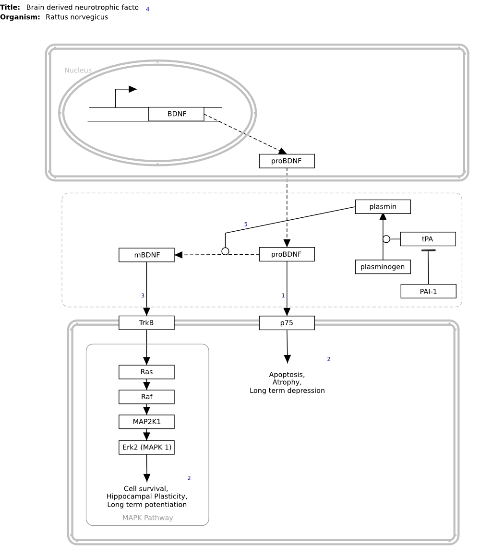 Title: Brain derived neurotrophic facto 4
Organism: Rattus norvegicus
Nucleus
BDNF
proBDNF
plasmin
5
tPA
mBDNF
proBDNF
plasminogen
PAI-1
3
1
TrkB
p75
2
Ras
Apoptosis,
Atrophy,
Long term depression
Raf
MAP2K1
Erk2 (MAPK 1)
2
Cell survival,
Hippocampal Plasticity,
Long term potentiation
MAPK Pathway